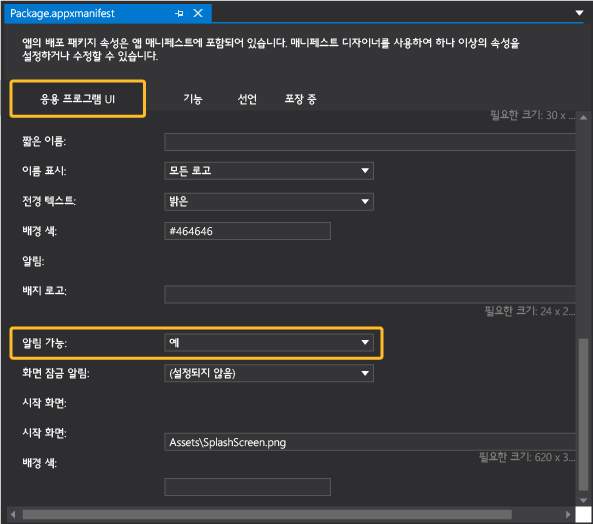 Package.appxmanifest
앱의 배포 패키지 속성은 앱 매니페스트에 포함되어 있습니다. 매니페스트 디자이너를 사용하여 하나 이상의 속성을
설정하거나 수정할 수 있습니다.
응용 프로그램 UI 기능 선언 포장 중
필요한 크기: 30 x ...
짧은 이름:
이름 표시: 모든 로고
전경 텍스트: 밝은
배경 색: #464646
알림:
배지 로고:
필요한 크기: 24 x 2...
알림 가능: 예
화면 잠금 알림: (설정되지 않음)
시작 화면:
시작 화면: Assets\SplashScreen.png
필요한 크기: 620 x 3...
배경 색: